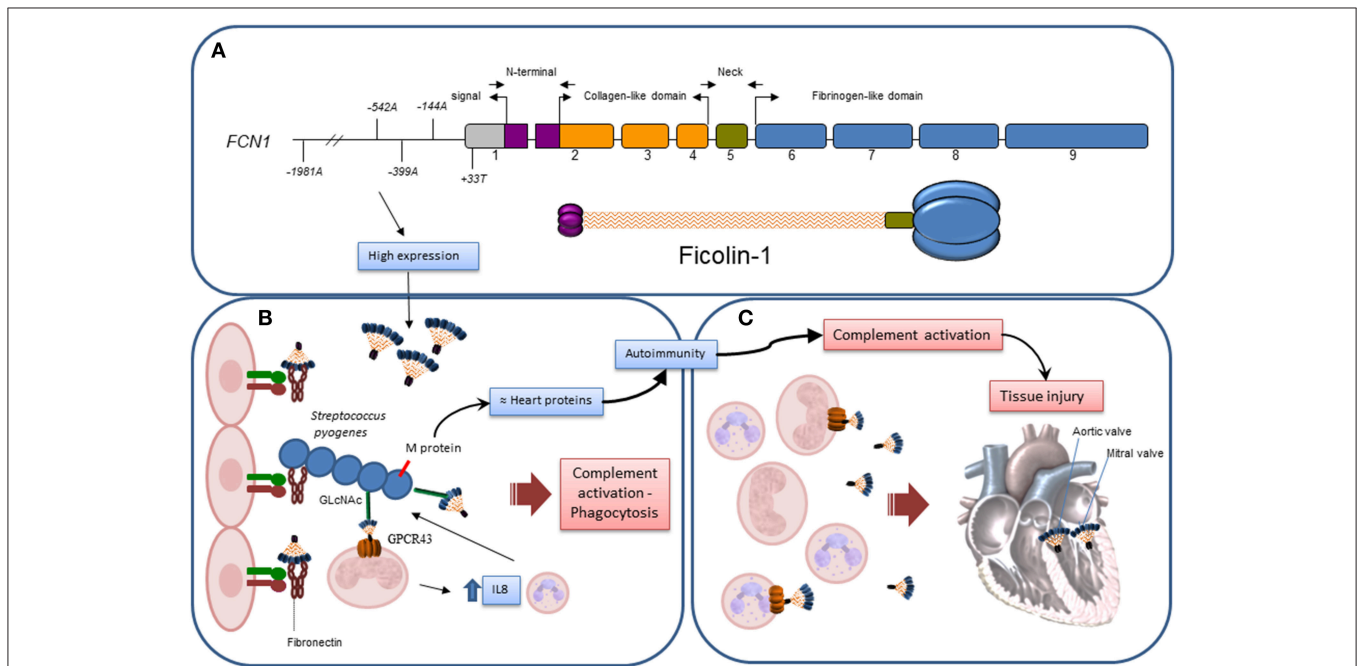 A
N-terminal
Neck
signal
Collagen-like domain
Fibrinogen-like domain
-542A
-144A
FCN1
1
2
3
4
5
6
7
8
9
-1981A
-399A
+33T
High expression
Ficolin-1
B
Autoimmunity
≈ Heart proteins
Streptococcus
pyogenes
M protein
GLcNAc
GPCR43
Complement
activation -
Phagocytosis
IL8
Fibronectin
C
Complement activation
Tissue injury
Aortic valve
Mitral valve